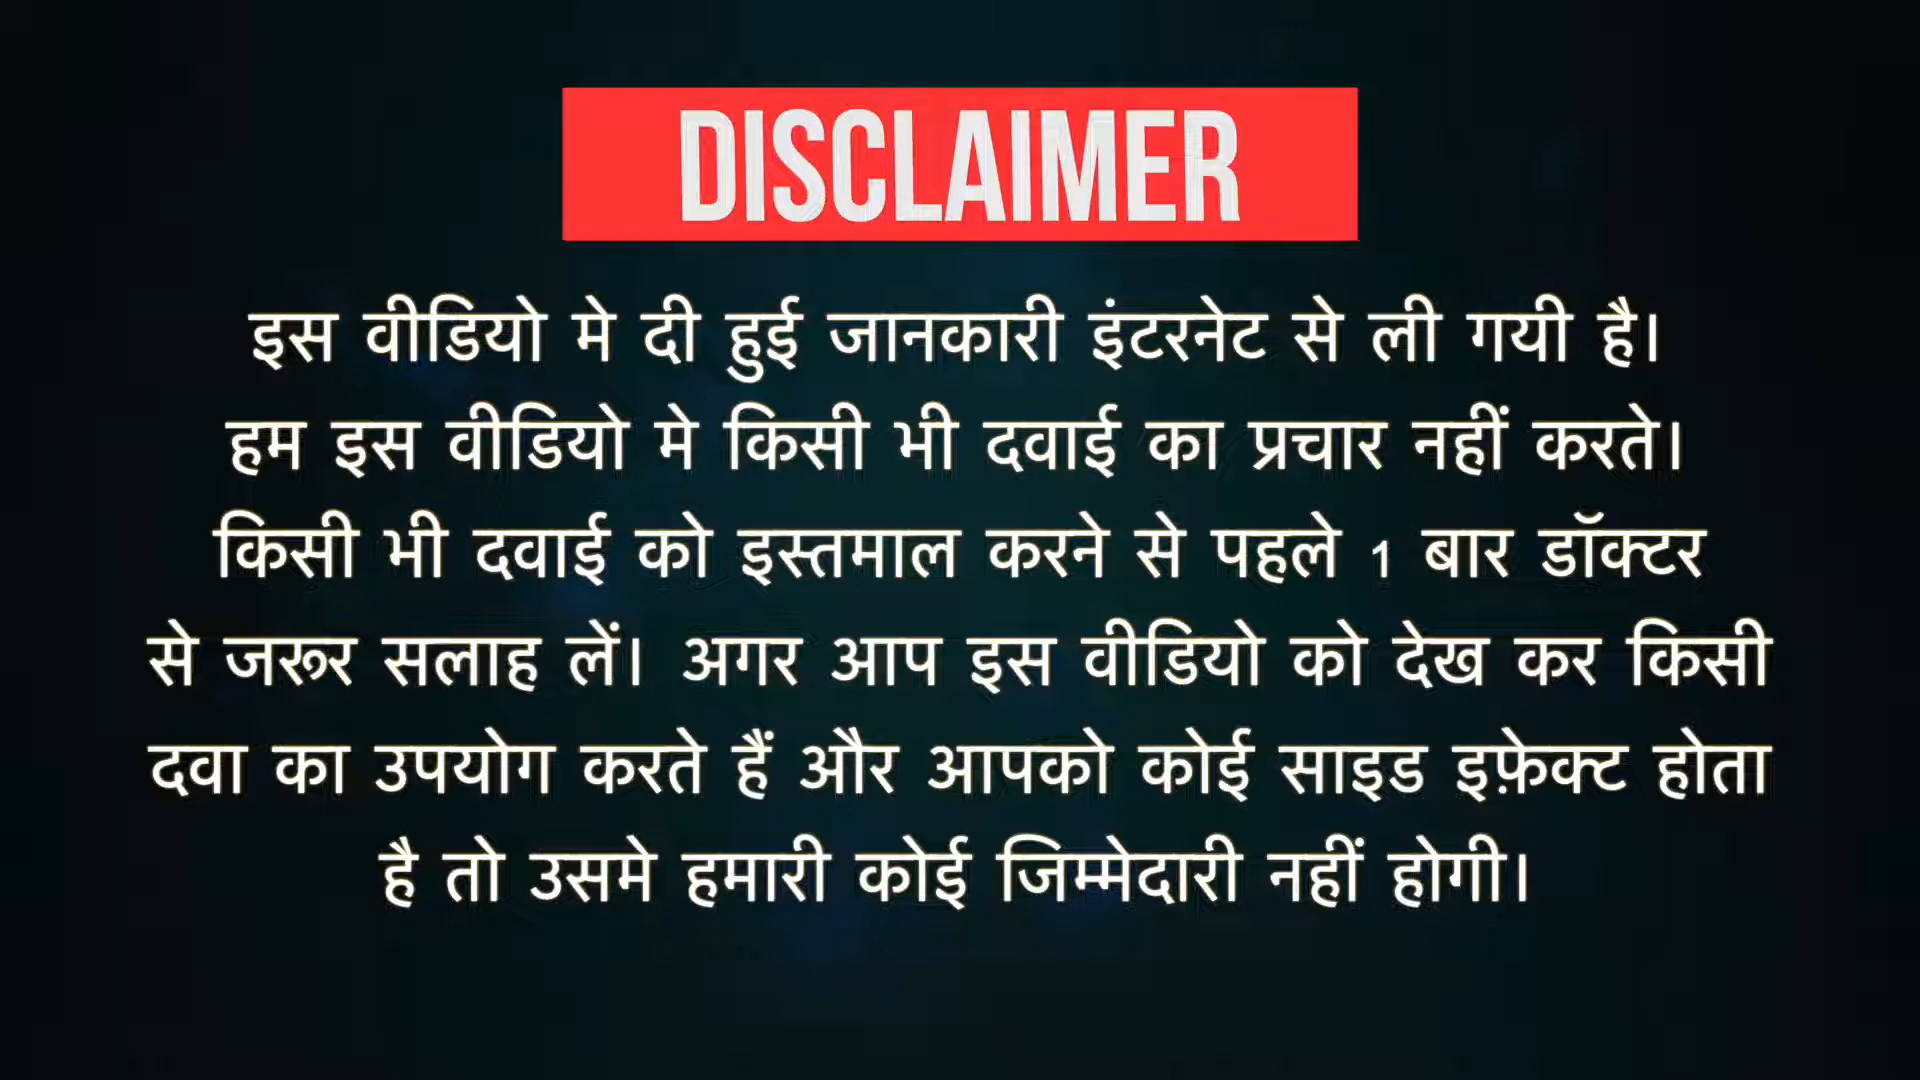 DISCLAIMER
इस वीडियो मे दी हुई जानकारी इंटरनेट से ली गयी है।
हम इस वीडियो मे किसी भी दवाई का प्रचार नहीं करते।
किसी भी दवाई को इस्तमाल करने से पहले 1 बार डॉक्टर
से जरूर सलाह लें। अगर आप इस वीडियो को देख कर किसी
दवा का उपयोग करते हैं और आपको कोई साइड इफ़ेक्ट होता
है तो उसमे हमारी कोई जिम्मेदारी नहीं होगी।